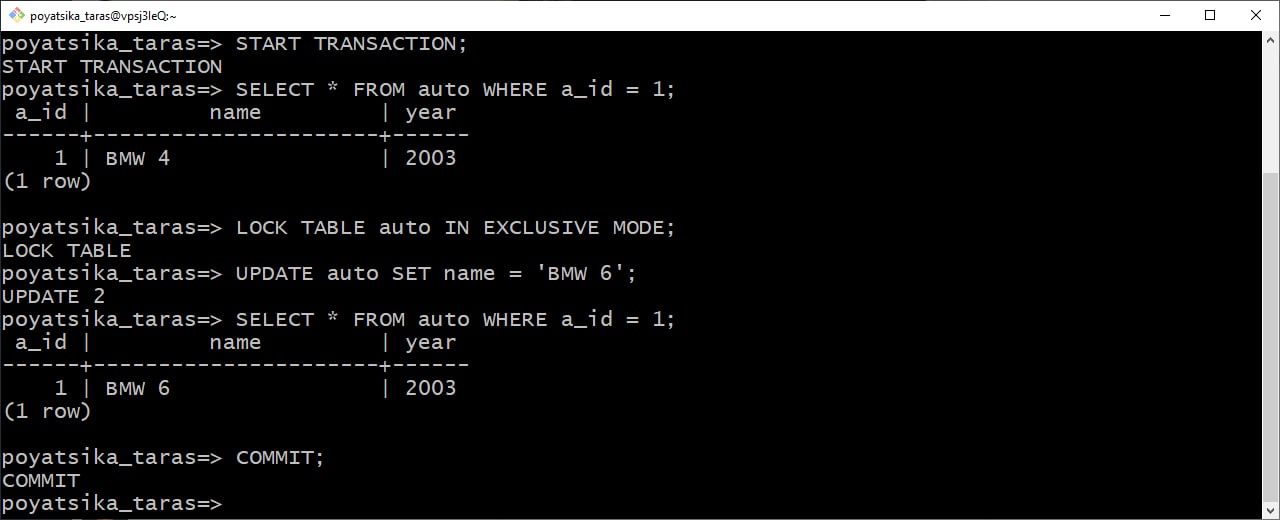 poyatsika_taras@vpsj3leQ:~
poyatsika_taras=> START TRANSACTION;
START TRANSACTION
poyatsika_taras=> SELECT * FROM auto WHERE a_id = 1;
 a_id |         name         | year
------+----------------------+------
    1 | BMW 4                | 2003
(1 row)

poyatsika_taras=> LOCK TABLE auto IN EXCLUSIVE MODE;
LOCK TABLE
poyatsika_taras=> UPDATE auto SET name = 'BMW 6';
UPDATE 2
poyatsika_taras=> SELECT * FROM auto WHERE a_id = 1;
 a_id |         name         | year
------+----------------------+------
    1 | BMW 6                | 2003
(1 row)

poyatsika_taras=> COMMIT;
COMMIT
poyatsika_taras=>